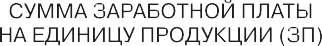 СУММА ЗАРАБОТНОЙ ПЛАТЫ
НА ЕДИНИЦУ ПРОДУКЦИИ (ЗП)